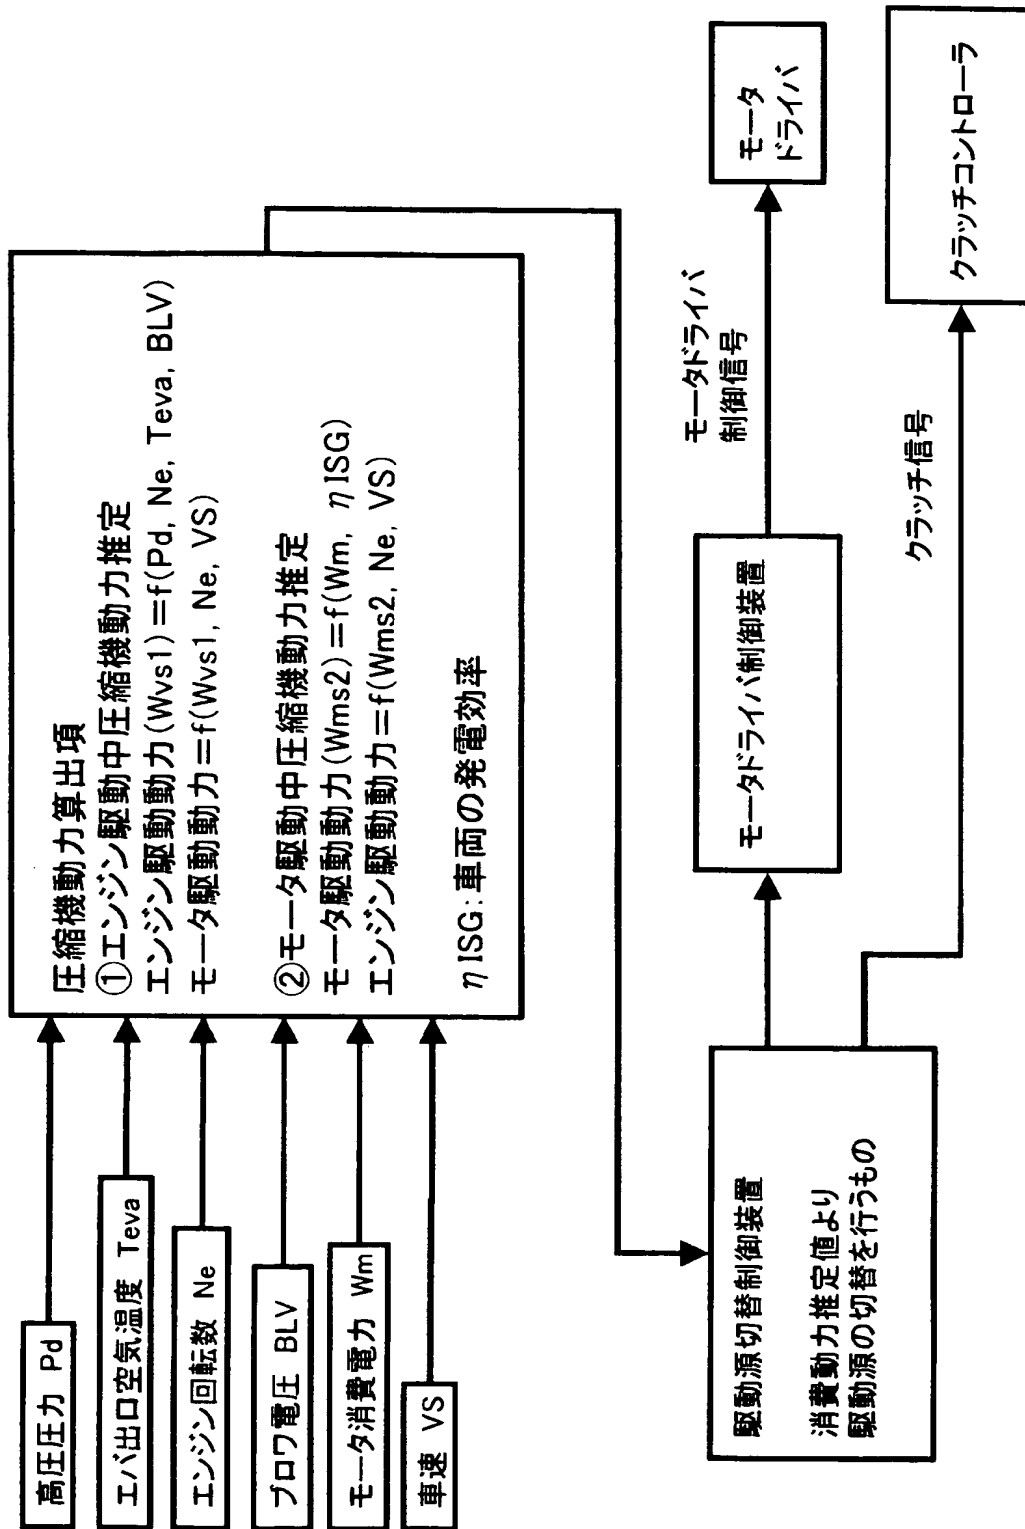 高圧圧力 Pd
エバ出口空気温度 Teva
エンジン回転数 Ne
ブロワ電圧 BLV
モータ消費電力 Wm
車速 VS
圧縮機動力算出項
①エンジン駆動中圧縮機動力推定
エンジン駆動動力(Wvs1)=f(Pd, Ne, Teva, BLV)
モータ駆動動力=f(Wvs1, Ne, VS)
②モータ駆動中圧縮機動力推定
モータ駆動動力(Wms2)=f(Wm, ηISG)
エンジン駆動動力=f(Wms2, Ne, VS)
ηISG:車両の発電効率
駆動源切替制御装置
消費動力推定値より
駆動源の切替を行うもの
モータドライバ制御装置
モータドライバ
制御信号
モータ
ドライバ
クラッチ信号
クラッチコントローラ